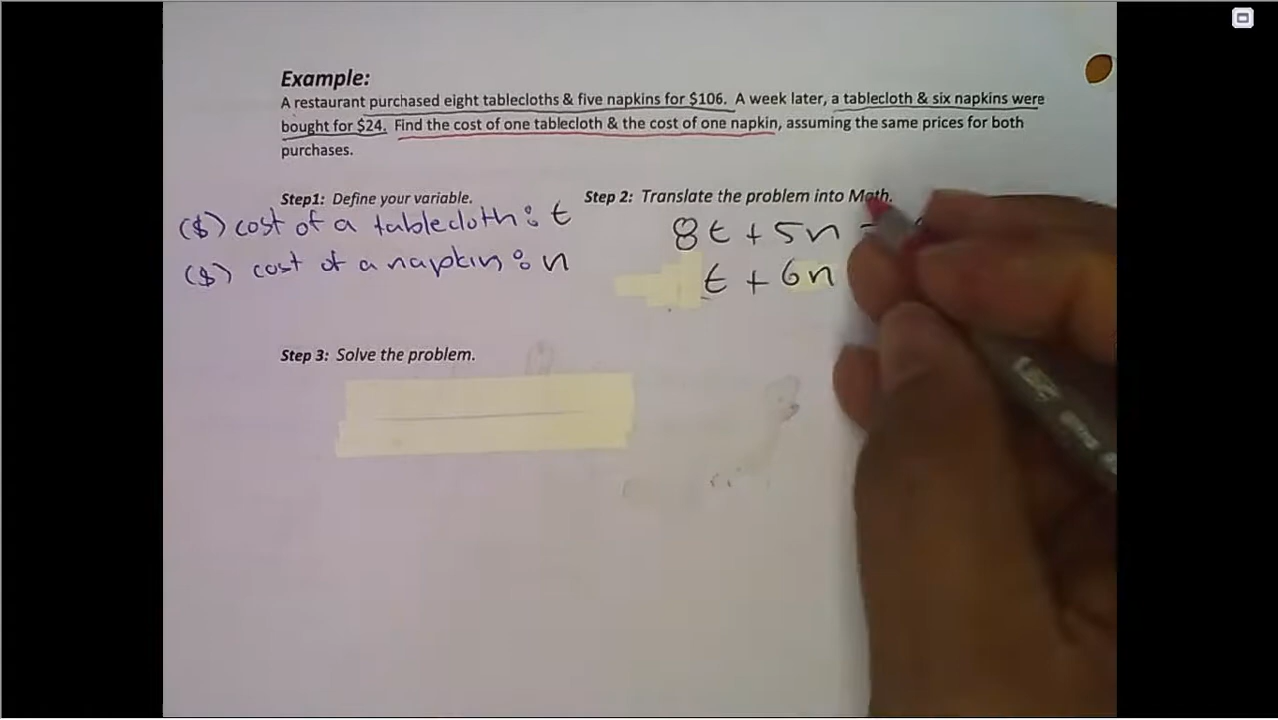 Example:
A restaurant purchased eight tablecloths & five napkins for $106. A week later, a tablecloth & six napkins were
bought for $24. Find the cost of one tablecloth & the cost of one napkin, assuming the same prices for both
purchases.
Step1: Define your variable.
($) cost of a tablecloth : t
($) cost of a napkin : n
Step 2: Translate the problem into Math.
8t + 5n =
t + 6n
Step 3: Solve the problem.